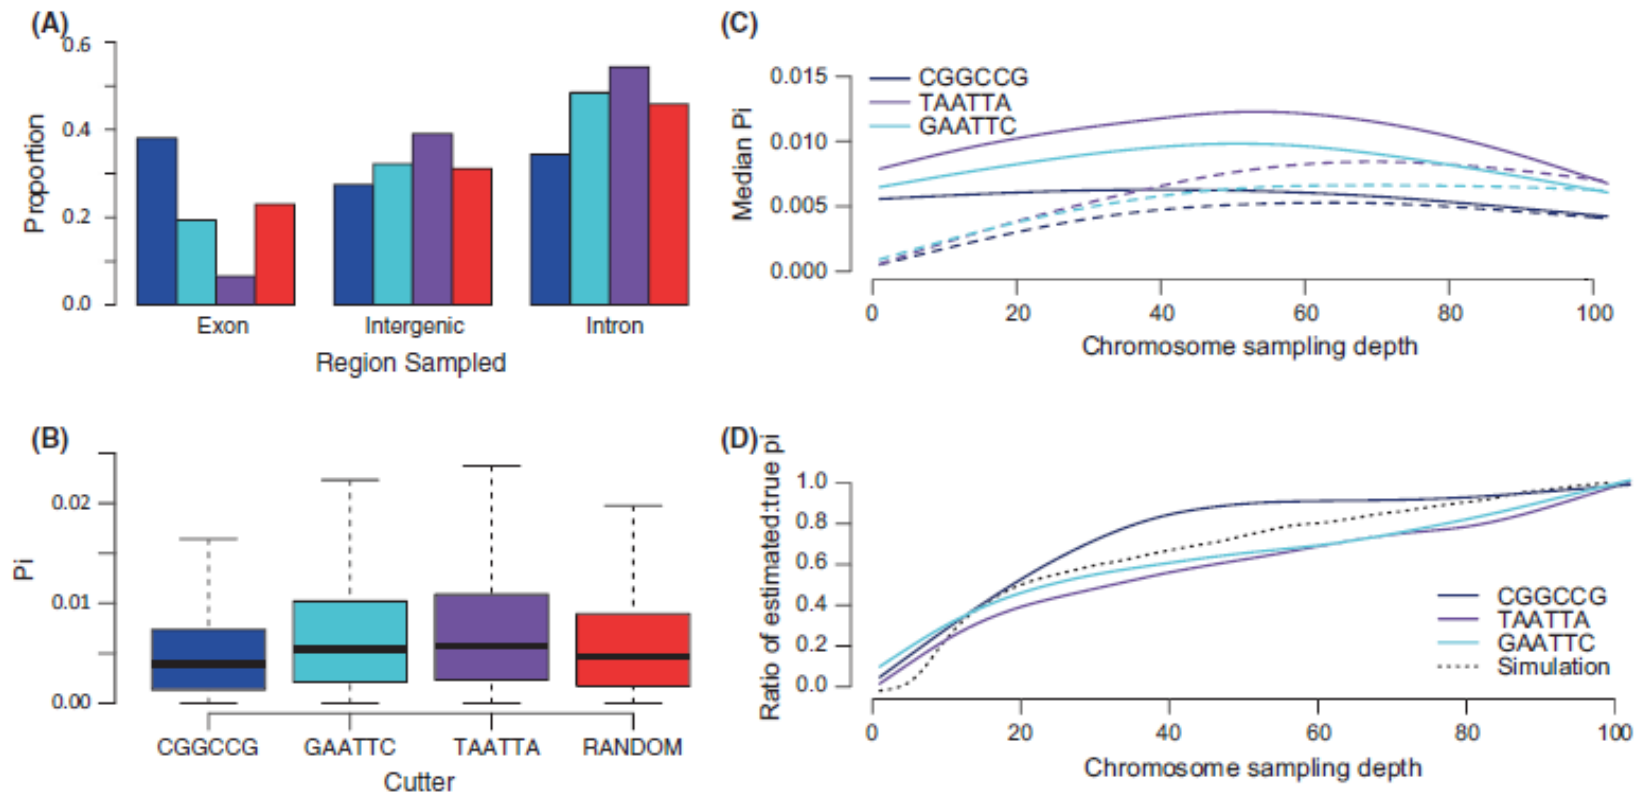 (A)
0.6
0.4
0.2
0.0
Proportion
Exon
Intergenic
Intron
Region Sampled
(B)
0.02
0.01
0.00
Pi
CGGCCG
GAATTC
TAATTA
RANDOM
Cutter
(C)
0.015
0.010
0.005
0.000
Median Pi
CGGCCG
TAATTA
GAATTC
0
20
40
60
80
100
Chromosome sampling depth
(D)
1.0
0.8
0.6
0.4
0.2
0.0
Ratio of estimated:true pi
CGGCCG
TAATTA
GAATTC
Simulation
0
20
40
60
80
100
Chromosome sampling depth